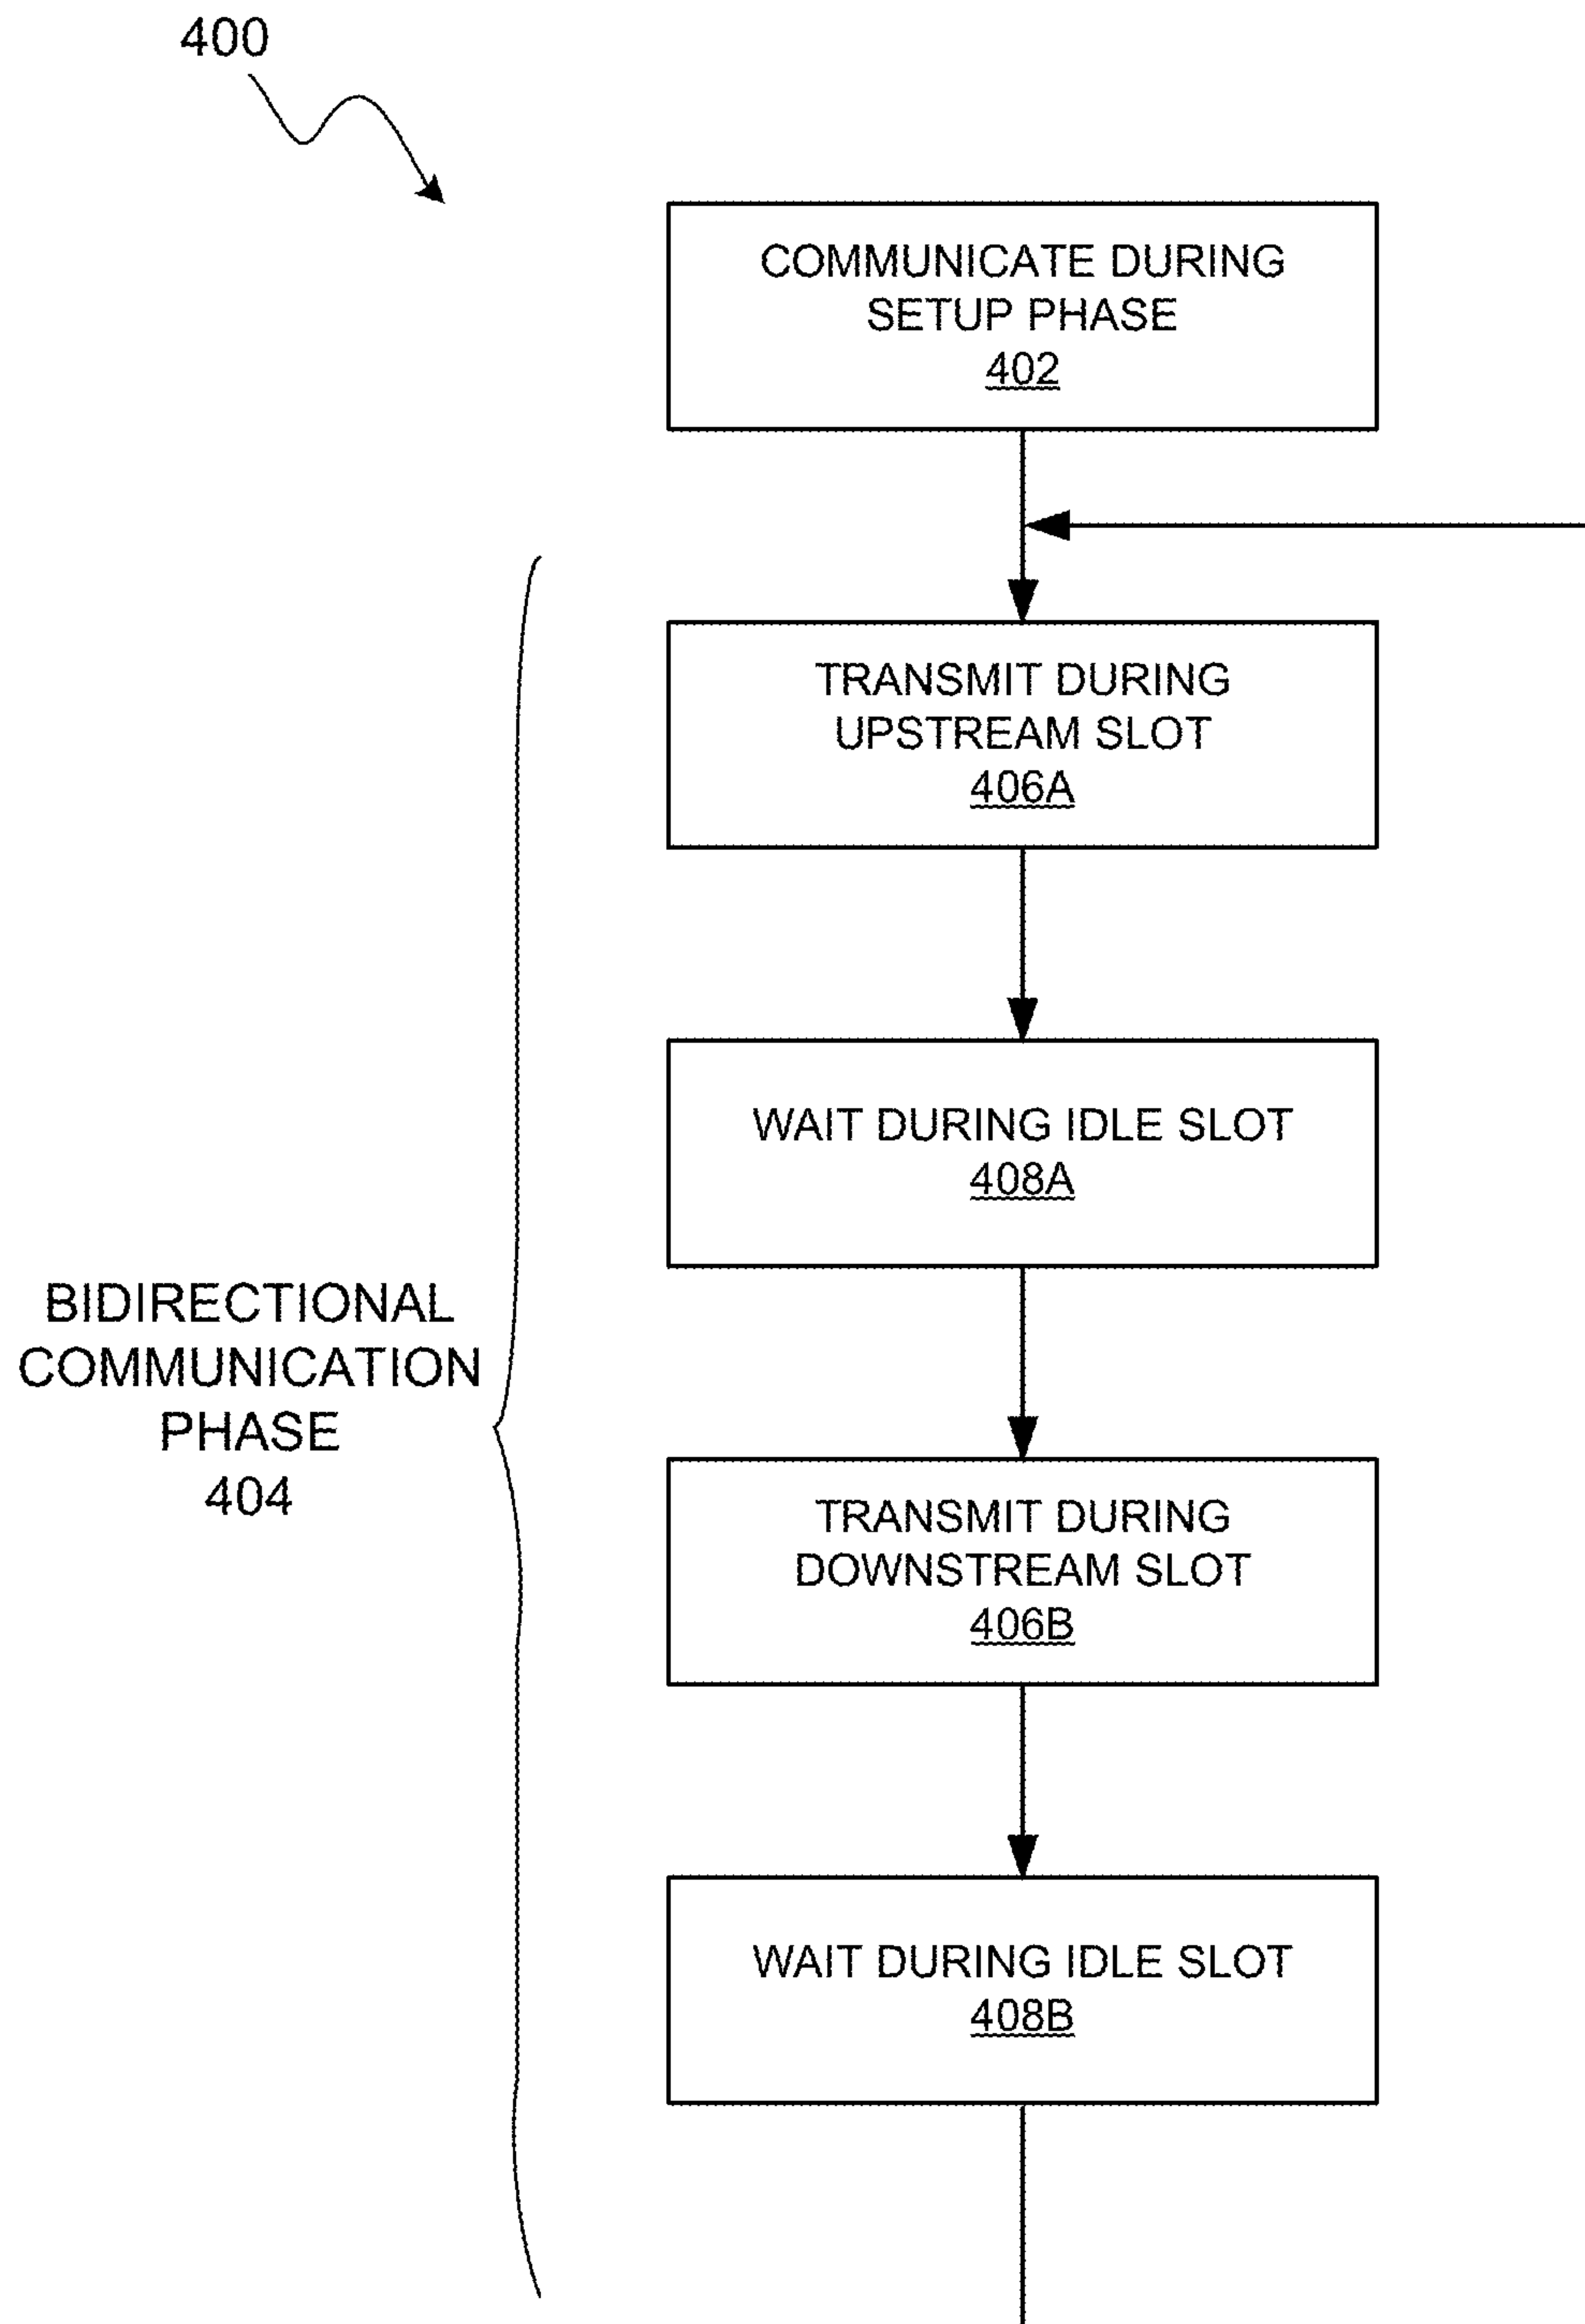 400
COMMUNICATE DURING
SETUP PHASE
402
TRANSMIT DURING
UPSTREAM SLOT
406A
WAIT DURING IDLE SLOT
408A
BIDIRECTIONAL
COMMUNICATION
PHASE
404
TRANSMIT DURING
DOWNSTREAM SLOT
406B
WAIT DURING IDLE SLOT
408B